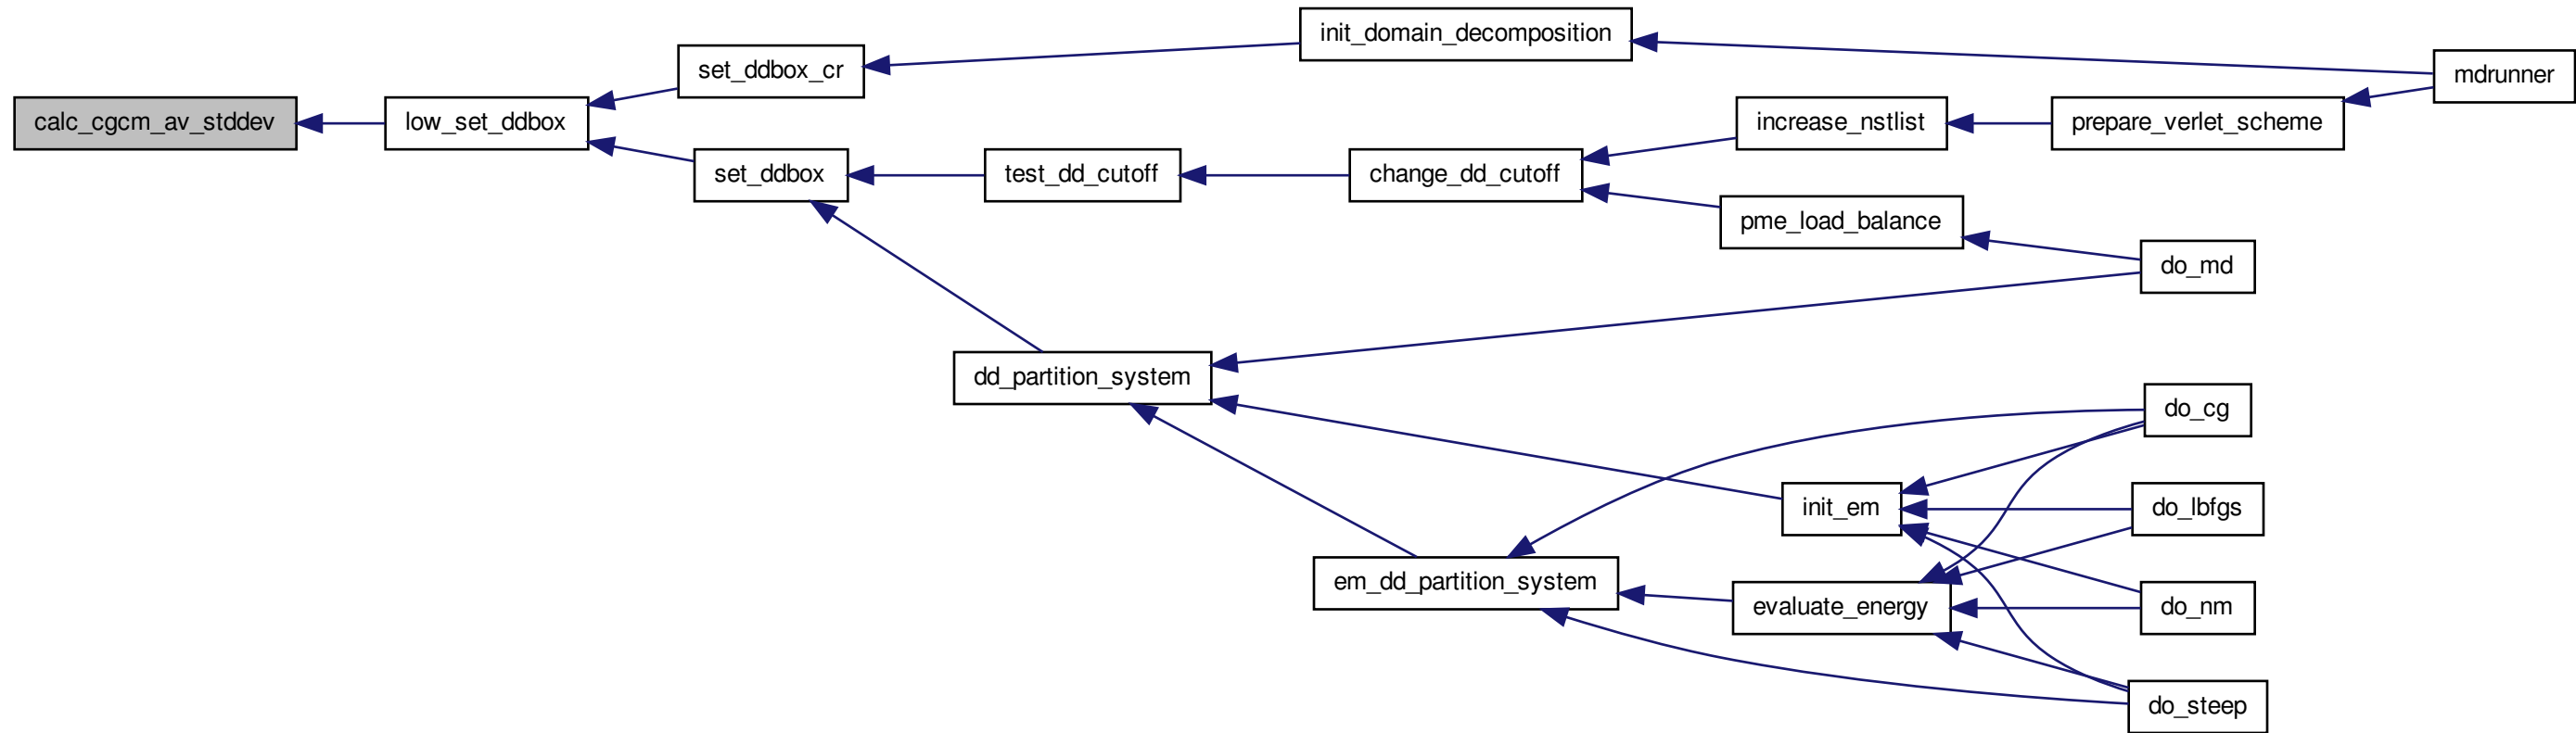 init_domain_decomposition
set_ddbox_cr
mdrunner
calc_cgcm_av_stddev
low_set_ddbox
increase_nstlist
prepare_verlet_scheme
set_ddbox
test_dd_cutoff
change_dd_cutoff
pme_load_balance
do_md
dd_partition_system
do_cg
init_em
do_lbfgs
em_dd_partition_system
evaluate_energy
do_nm
do_steep